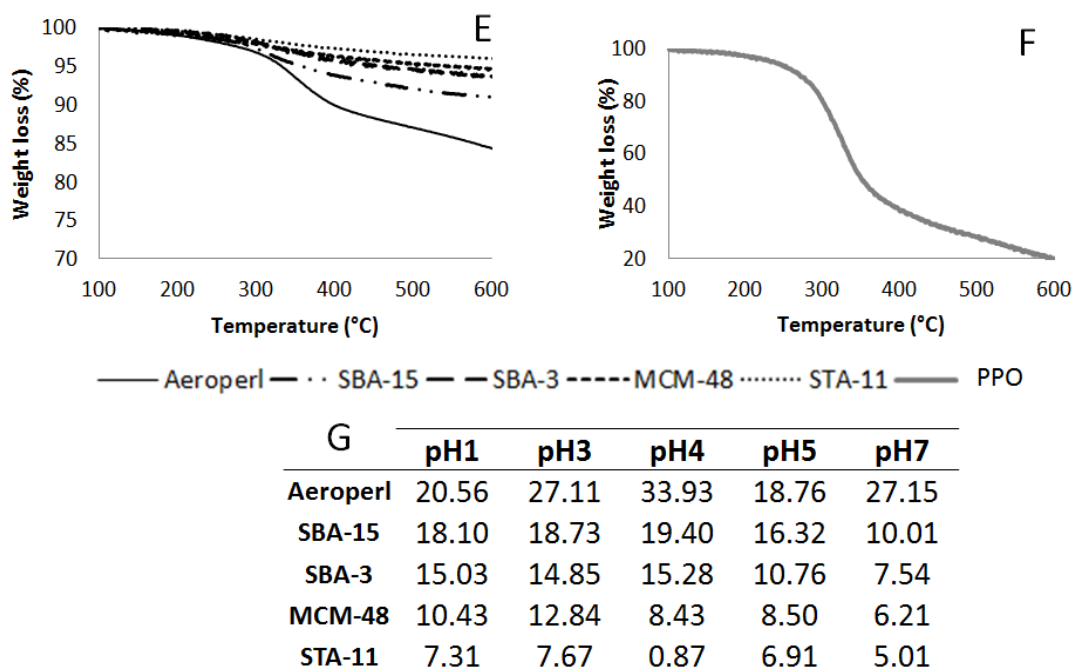 E
Weight loss (%)
100
95
90
85
80
75
70
100 200 300 400 500 600
Temperature (°C)
F
Weight loss (%)
100
80
60
40
20
100 200 300 400 500 600
Temperature (°C)
Aeroperl SBA-15 SBA-3 MCM-48 STA-11 PPO
G pH1 pH3 pH4 pH5 pH7
Aeroperl 20.56 27.11 33.93 18.76 27.15
SBA-15 18.10 18.73 19.40 16.32 10.01
SBA-3 15.03 14.85 15.28 10.76 7.54
MCM-48 10.43 12.84 8.43 8.50 6.21
STA-11 7.31 7.67 0.87 6.91 5.01